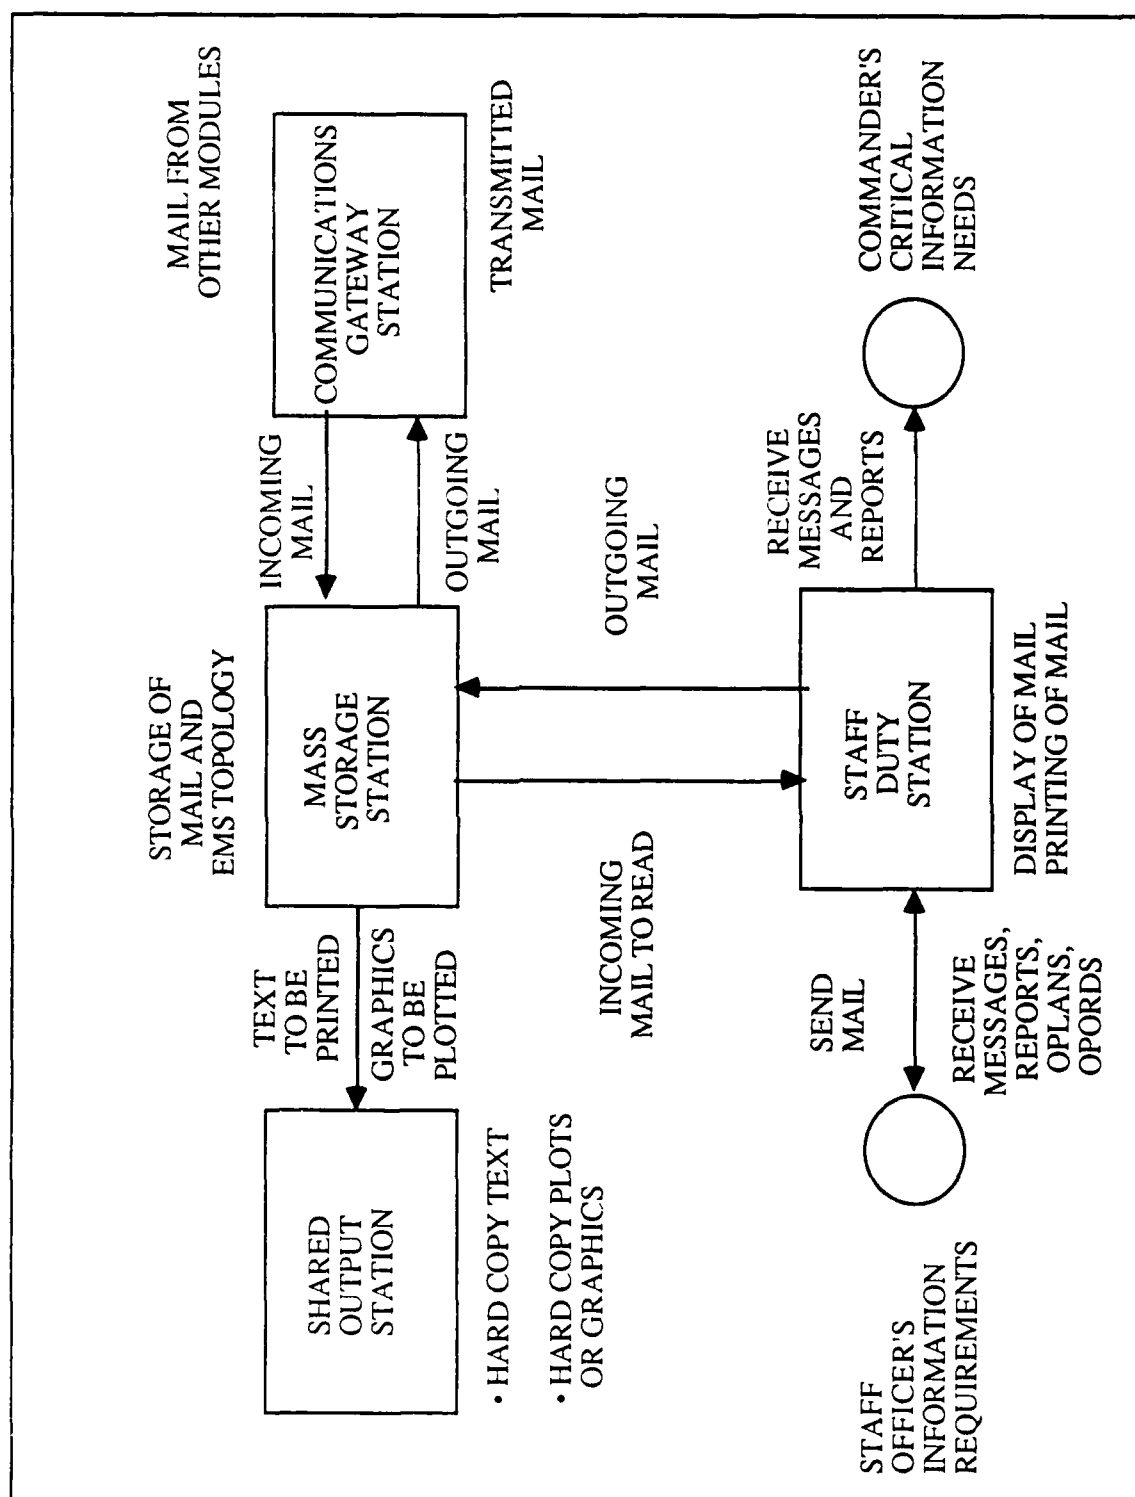 STORAGE OF
MAIL AND
EMS TOPOLOGY
MAIL FROM
OTHER MODULES
SHARED
OUTPUT
STATION
TEXT
TO BE
PRINTED
GRAPHICS
TO BE
PLOTTED
MASS
STORAGE
STATION
INCOMING
MAIL
OUTGOING
MAIL
COMMUNICATIONS
GATEWAY
STATION
TRANSMITTED
MAIL
• HARD COPY TEXT
• HARD COPY PLOTS
OR GRAPHICS
INCOMING
MAIL TO READ
OUTGOING
MAIL
STAFF
OFFICER'S
INFORMATION
REQUIREMENTS
SEND
MAIL
RECEIVE
MESSAGES,
REPORTS,
OPLANS,
OPORDS
STAFF
DUTY
STATION
DISPLAY OF MAIL
PRINTING OF MAIL
RECEIVE
MESSAGES
AND
REPORTS
COMMANDER'S
CRITICAL
INFORMATION
NEEDS